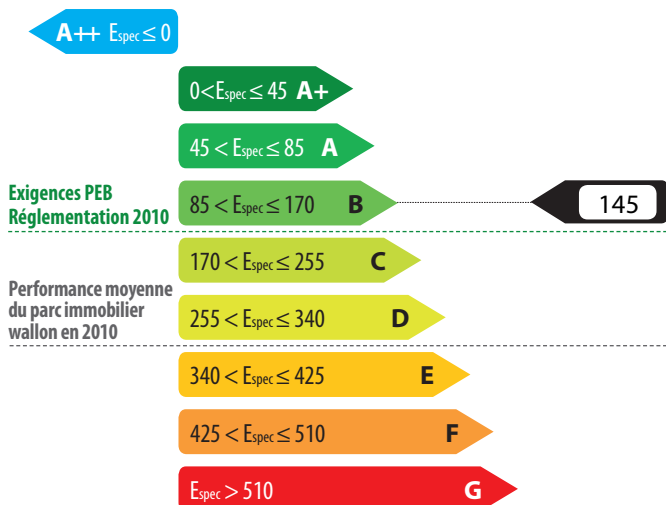 A++ Espec ≤ 0
0<Espec ≤ 45 A+
45 < Espec ≤ 85 A
Exigences PEB
Réglementation 2010
85 < Espec ≤ 170 B
145
170 < Espec ≤ 255 C
Performance moyenne
du parc immobilier
wallon en 2010
255 < Espec ≤ 340 D
340 < Espec ≤ 425 E
425 < Espec ≤ 510 F
Espec > 510 G